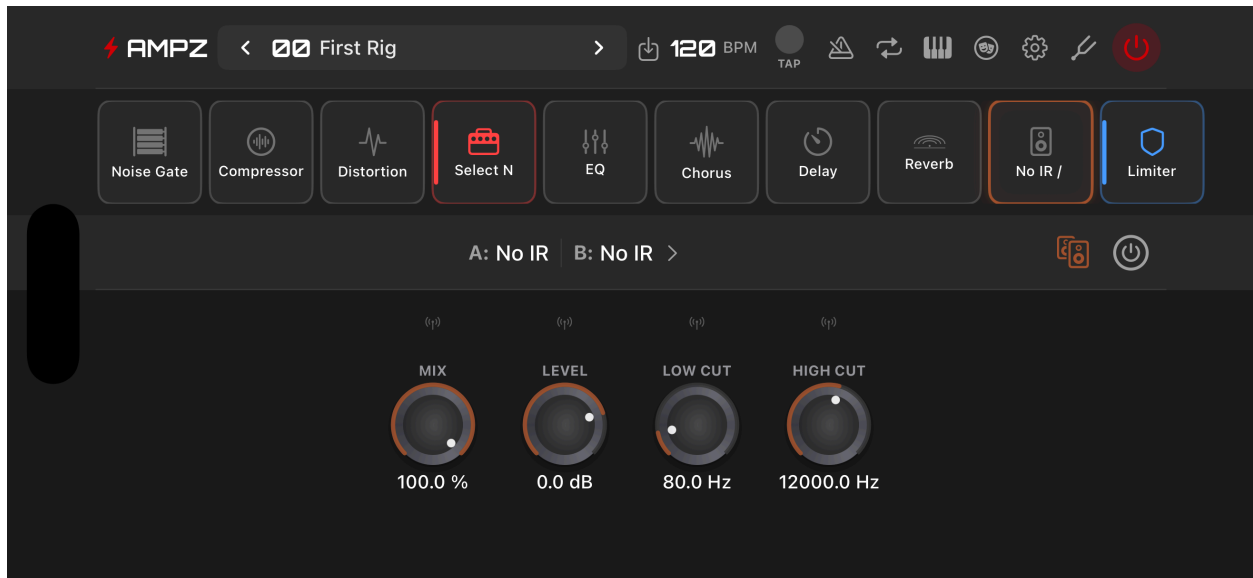 AMPZ
00 First Rig
120 BPM
TAP
Noise Gate
Compressor
Distortion
Select N
EQ
Chorus
Delay
Reverb
No IR /
Limiter
A: No IR B: No IR
MIX
LEVEL
LOW CUT
HIGH CUT
100.0 %
0.0 dB
80.0 Hz
12000.0 Hz